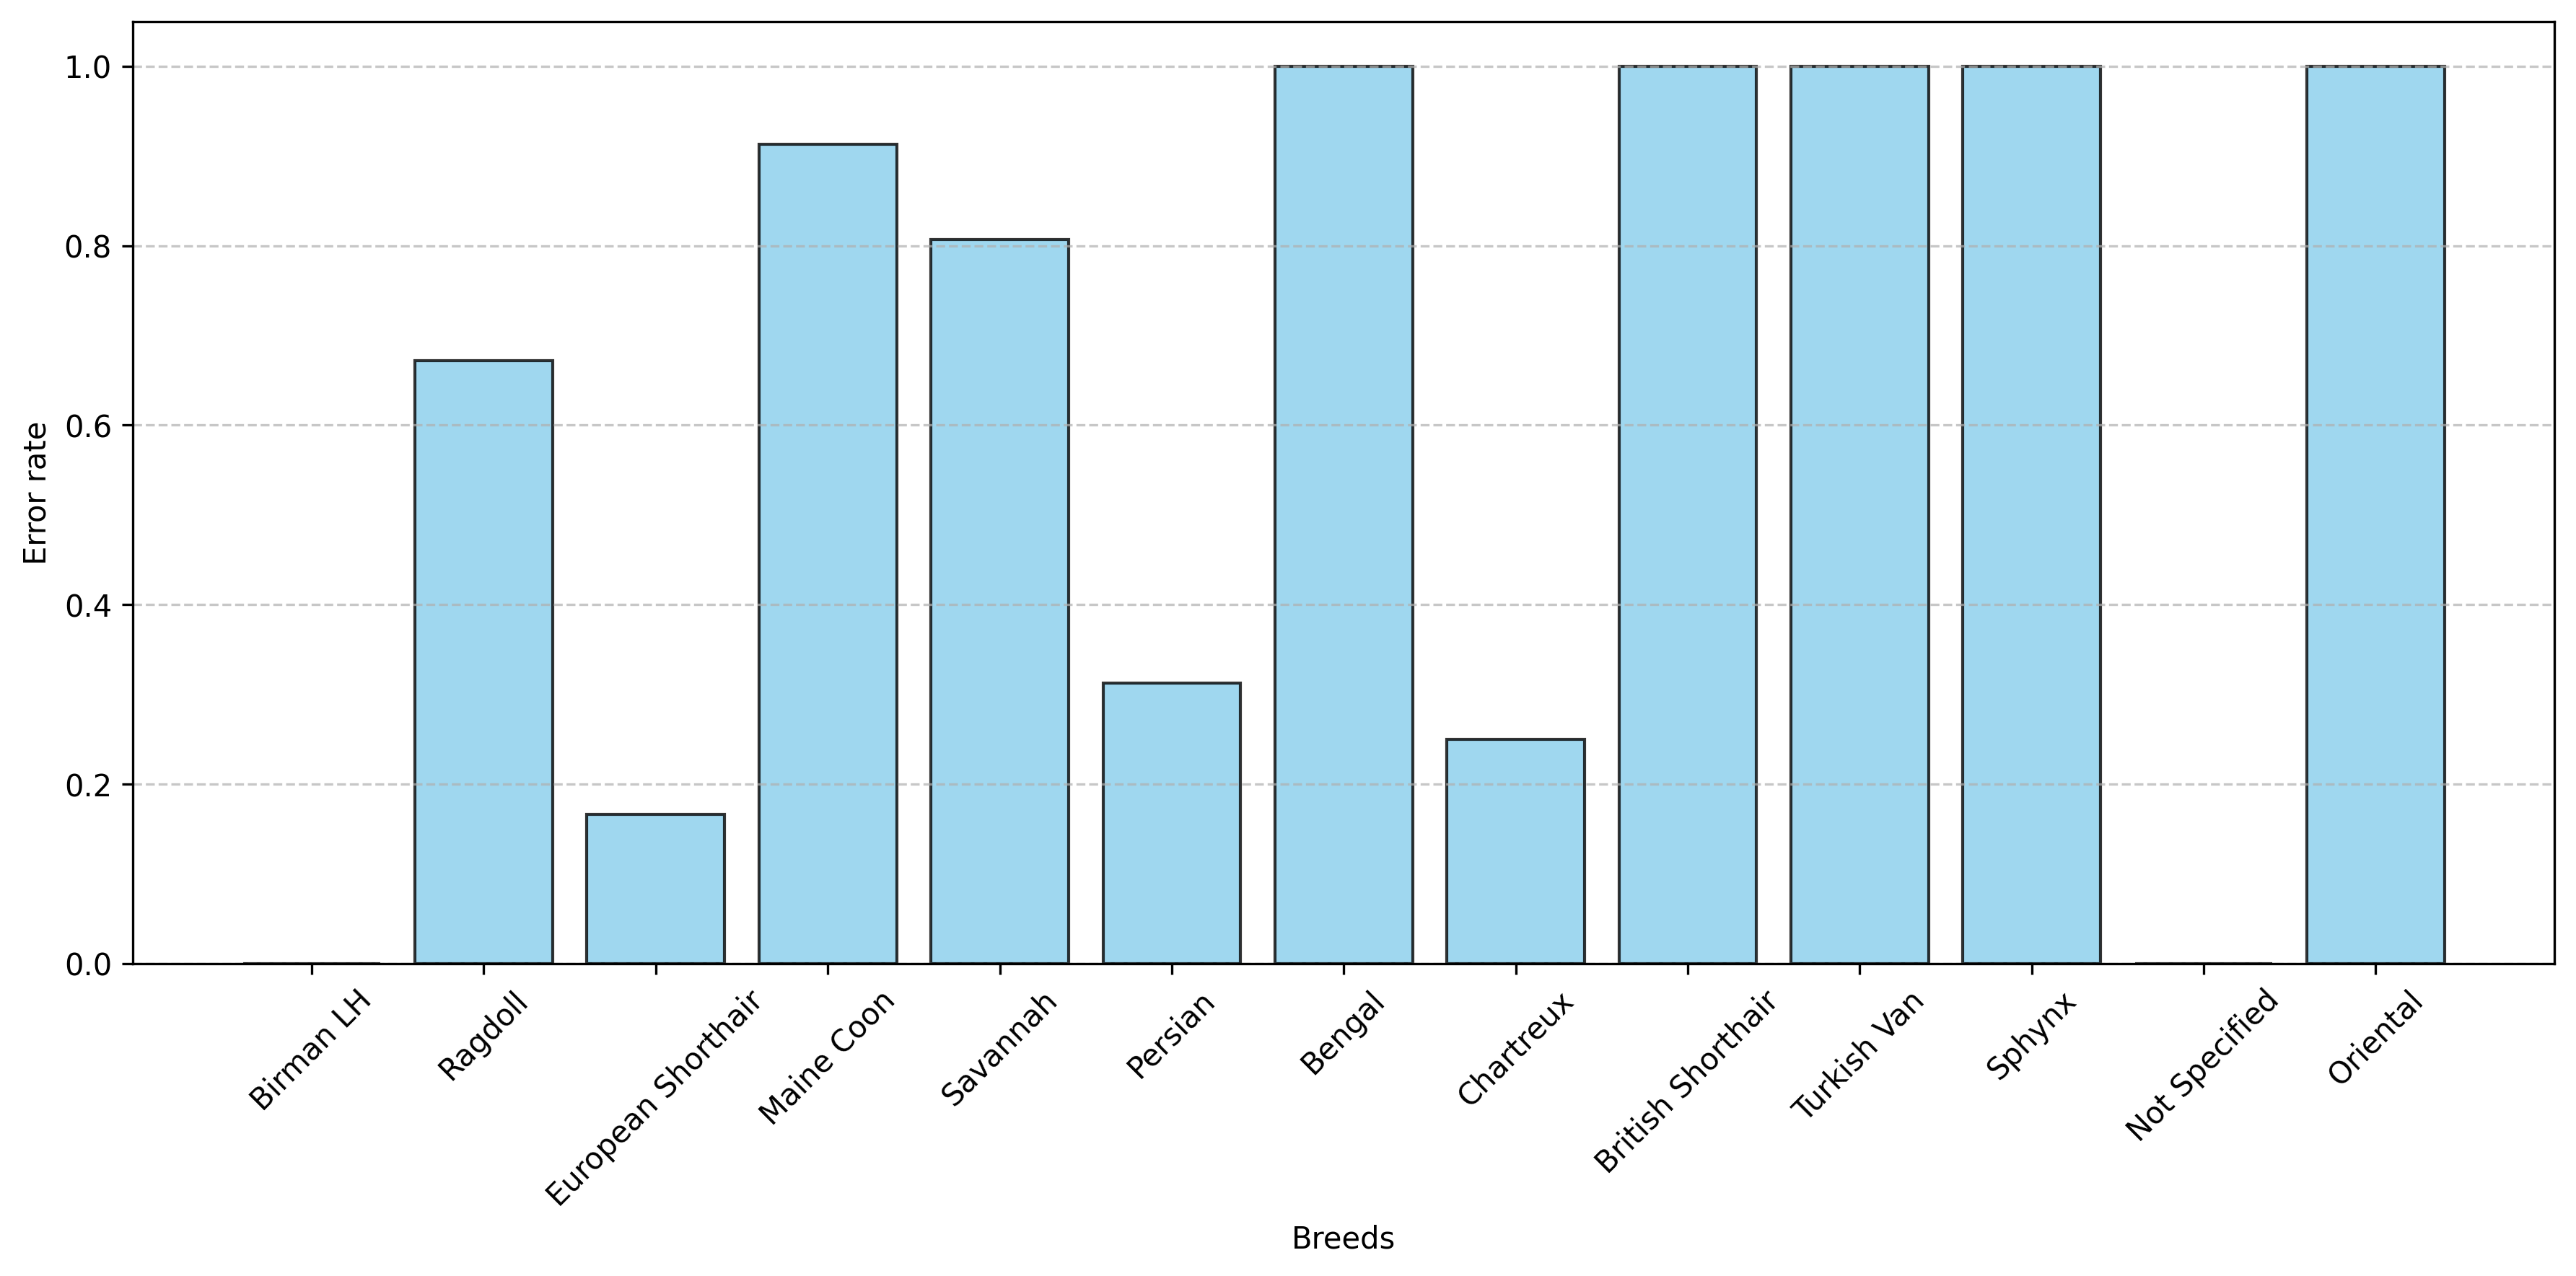 1.0
0.8
0.6
0.4
0.2
0.0
Error rate
Birman LH
Ragdoll
European Shorthair
Maine Coon
Savannah
Persian
Bengal
Chartreux
British Shorthair
Turkish Van
Sphynx
Not Specified
Oriental
Breeds